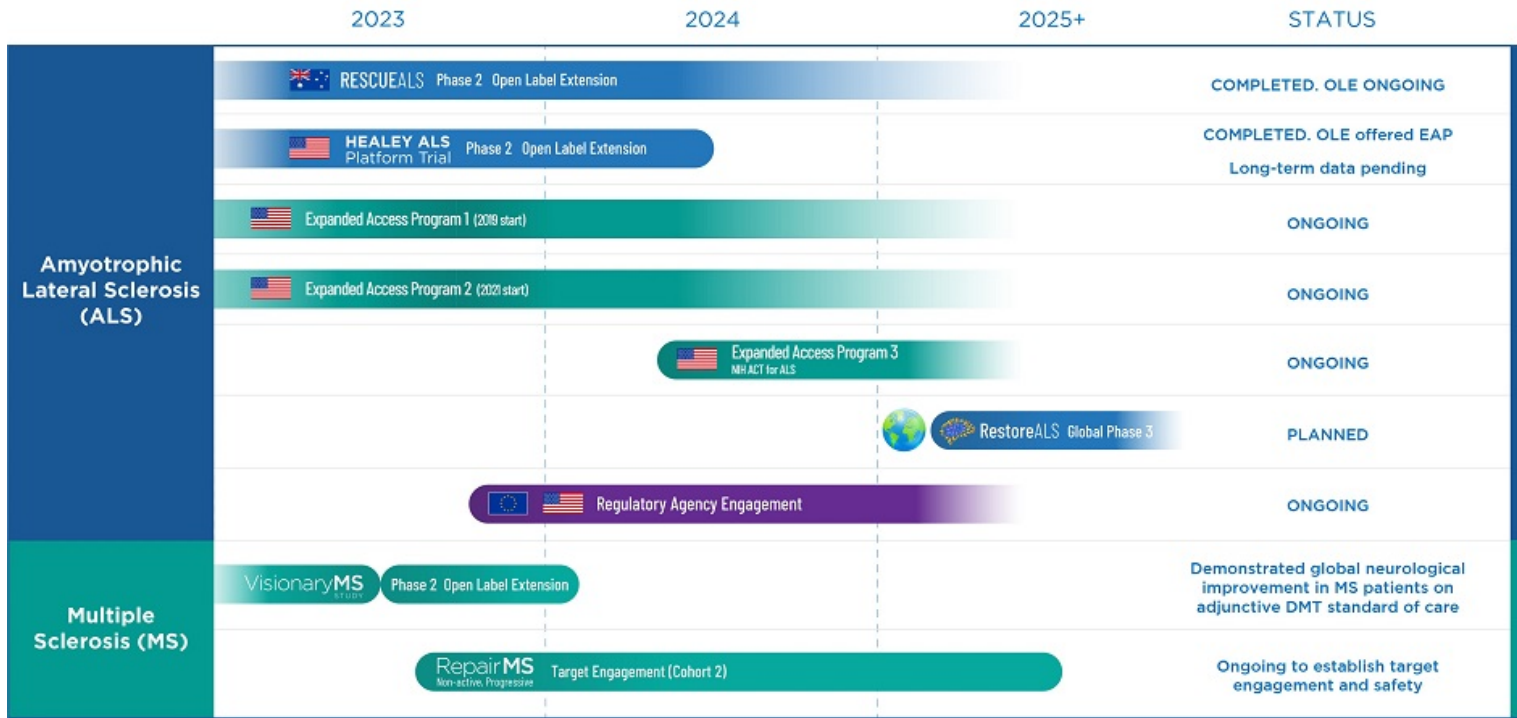 2023 2024 2025+ STATUS
Amyotrophic
Lateral Sclerosis
(ALS)
RESCUEALS Phase 2 Open Label Extension
COMPLETED. OLE ONGOING
HEALEY ALS
Platform Trial Phase 2 Open Label Extension
COMPLETED. OLE offered EAP
Long-term data pending
Expanded Access Program 1 (2019 start)
ONGOING
Expanded Access Program 2 (2021 start)
ONGOING
Expanded Access Program 3
NIH ACT for ALS
ONGOING
RestoreALS Global Phase 3
PLANNED
Regulatory Agency Engagement
ONGOING
Multiple
Sclerosis (MS)
VisionaryMS
STUDY
Phase 2 Open Label Extension
Demonstrated global neurological
improvement in MS patients on
adjunctive DMT standard of care
RepairMS
Non-active, Progressive
Target Engagement (Cohort 2)
Ongoing to establish target
engagement and safety